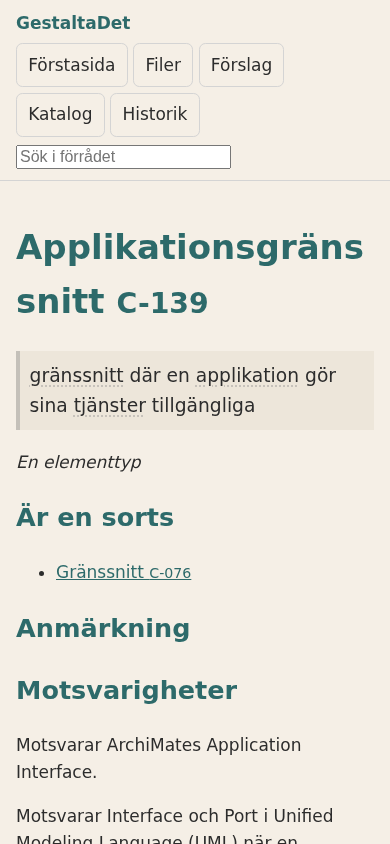 GestaltaDet
Förstasida Filer Förslag
Katalog Historik
Sök i förrådet
Applikationsgräns
snitt C-139
gränssnitt där en applikation gör
sina tjänster tillgängliga
En elementtyp
Är en sorts
Gränssnitt C-076
Anmärkning
Motsvarigheter
Motsvarar ArchiMates Application
Interface.
Motsvarar Interface och Port i Unified
Modeling Language (UML) när en